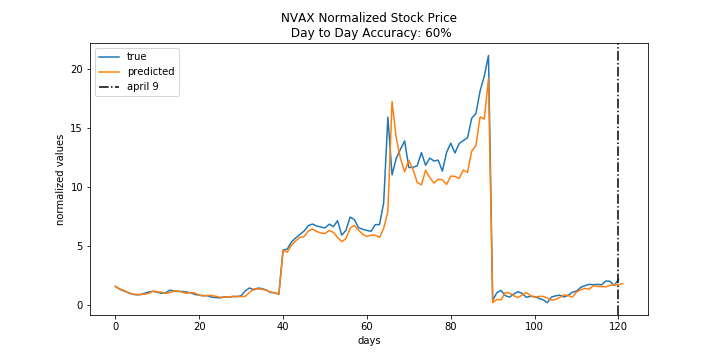 NVAX Normalized Stock Price
Day to Day Accuracy: 60%
true
predicted
april 9
normalized values
20
15
10
5
0
0 20 40 60 80 100 120
days